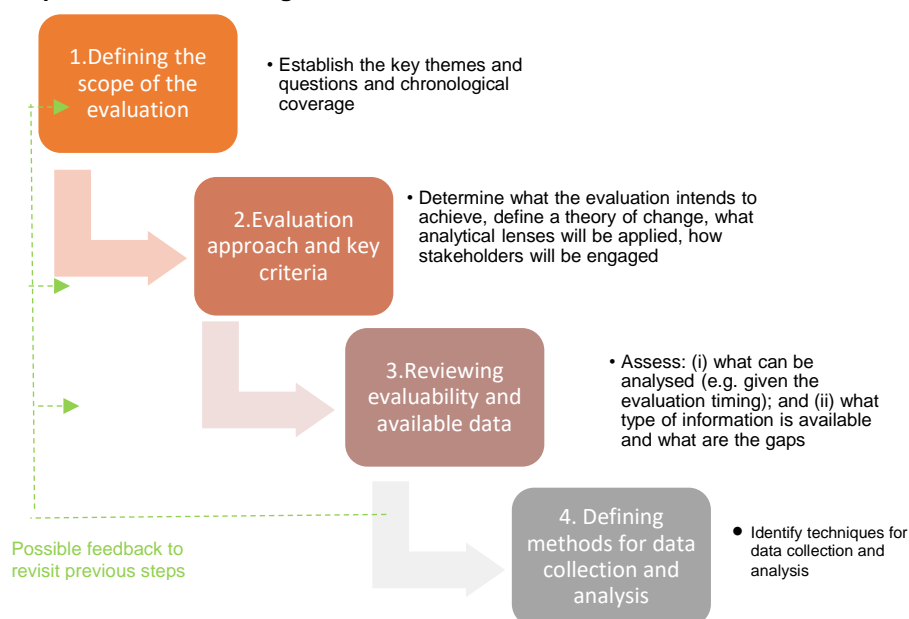 1.Defining the
scope of the
evaluation
• Establish the key themes and
questions and chronological
coverage
2.Evaluation
approach and key
criteria
• Determine what the evaluation intends to
achieve, define a theory of change, what
analytical lenses will be applied, how
stakeholders will be engaged
3.Reviewing
evaluability and
available data
• Assess: (i) what can be
analysed (e.g. given the
evaluation timing); and (ii) what
type of information is available
and what are the gaps
4. Defining
methods for data
collection and
analysis
• Identify techniques for
data collection and
analysis
Possible feedback to
revisit previous steps